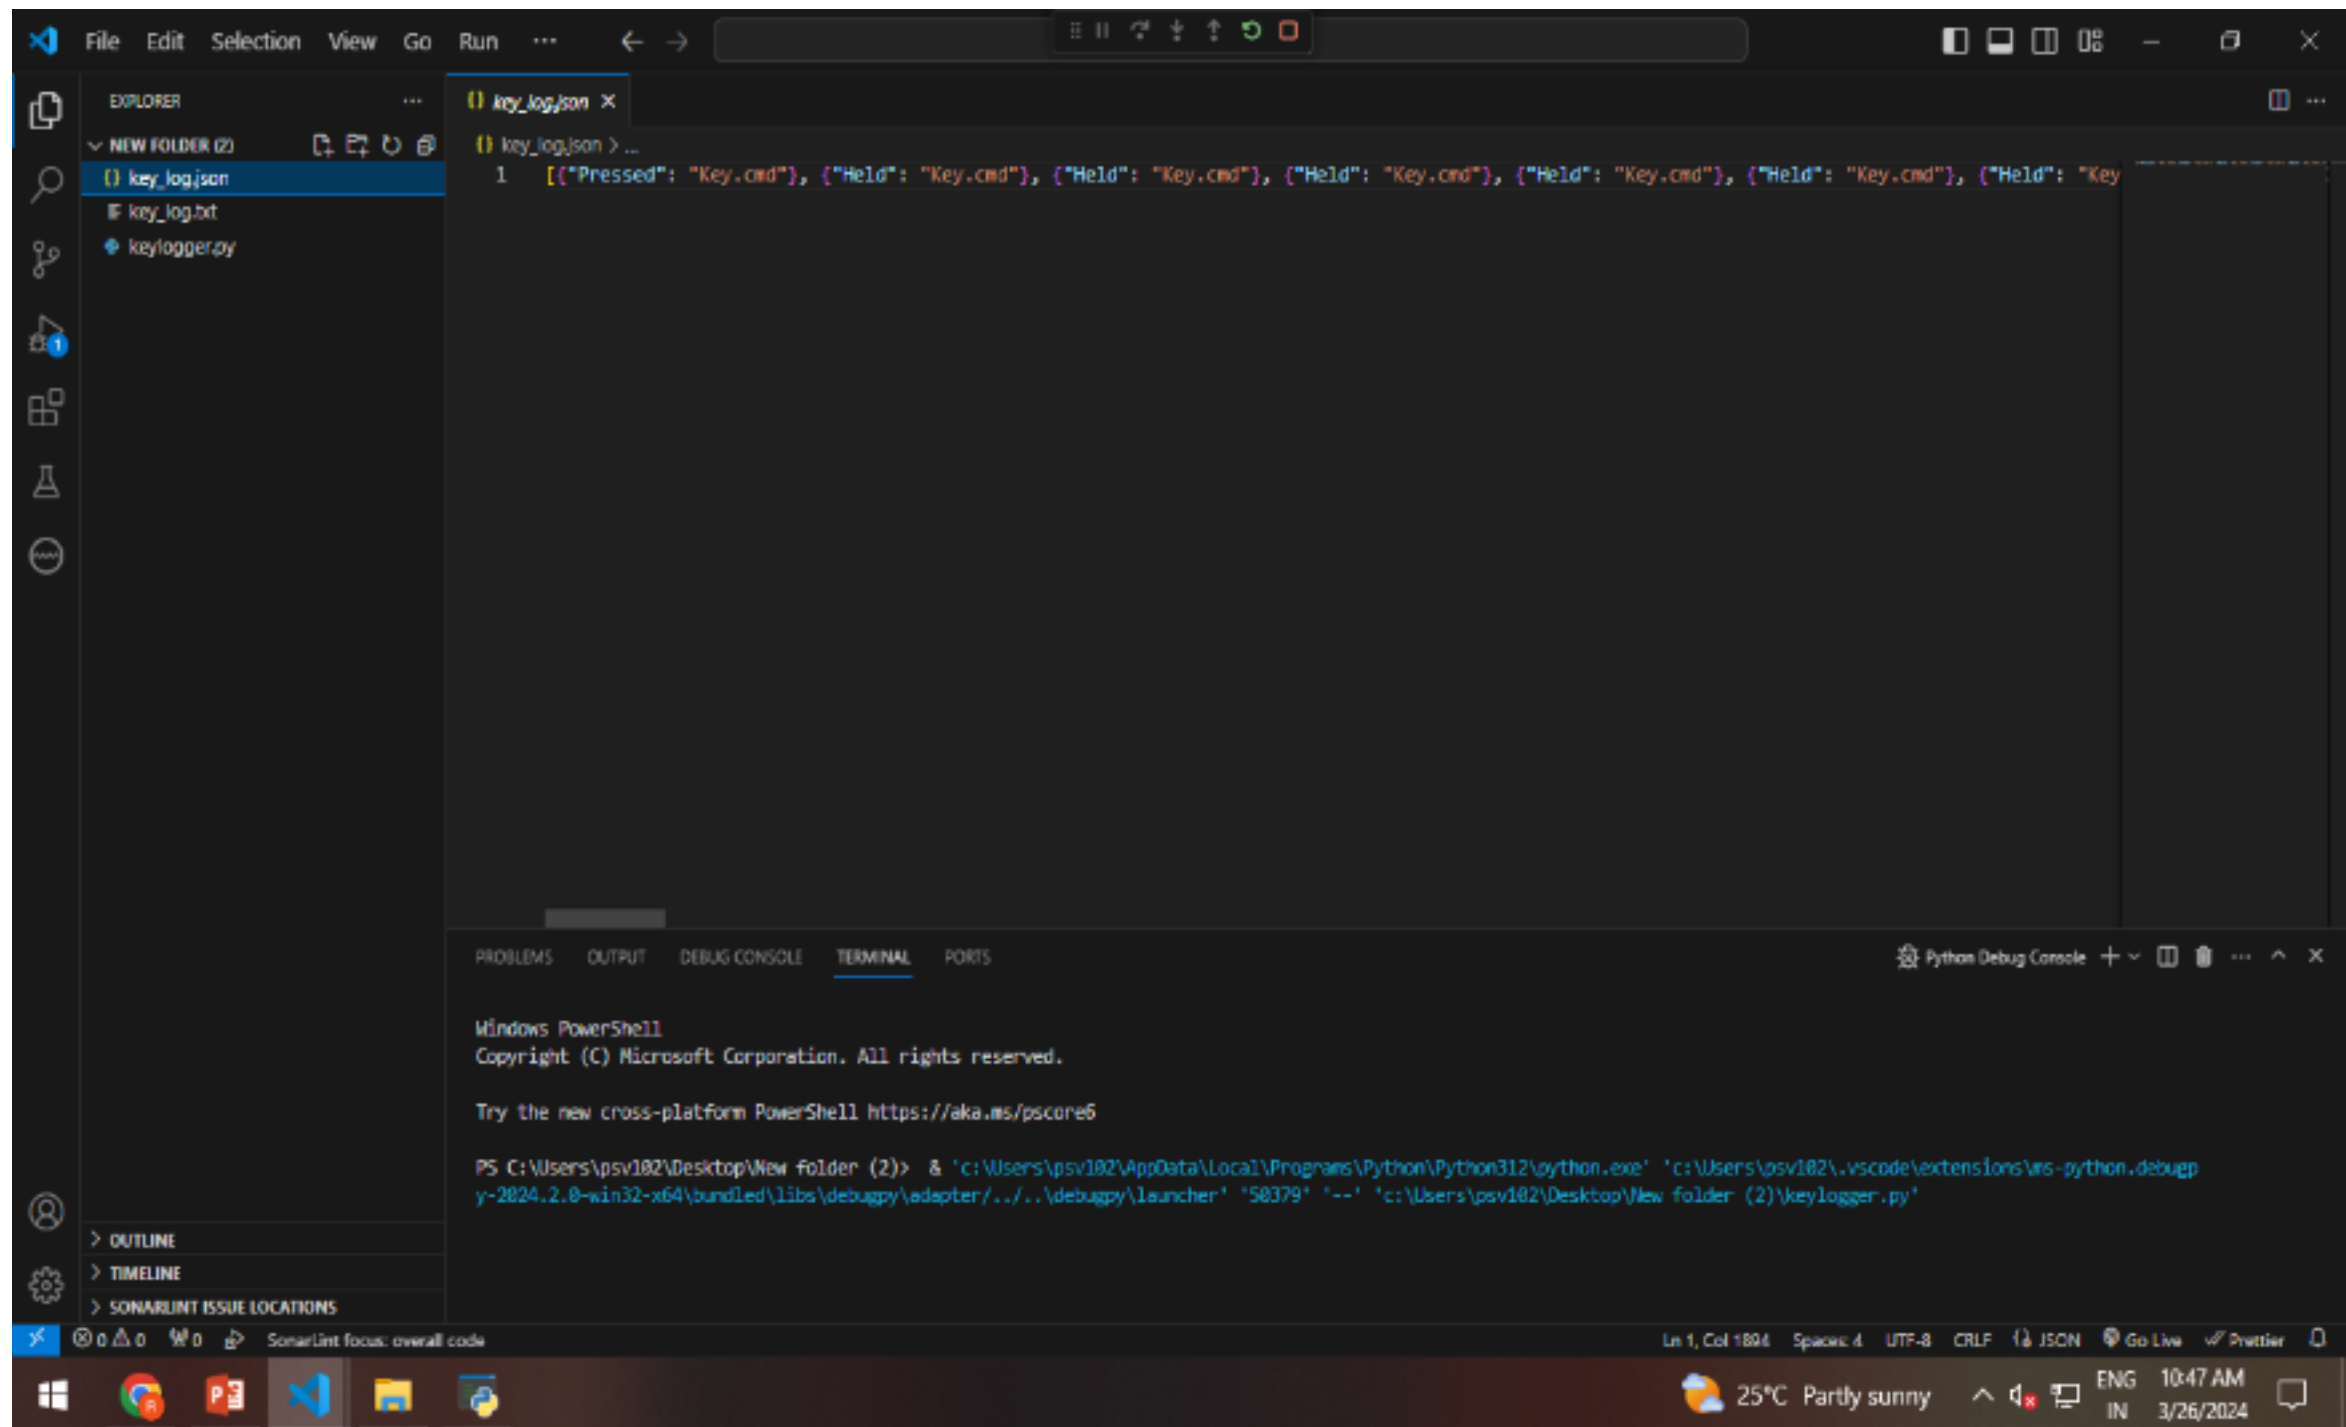 File Edit Selection View Go Run ...
EXPLORER
NEW FOLDER (2)
key_log.json
key_log.txt
keylogger.py
OUTLINE
TIMELINE
SONARLINT ISSUE LOCATIONS
{} key_log.json
{} key_log.json > ...
1 [{"Pressed": "Key.cmd"}, {"Held": "Key.cmd"}, {"Held": "Key.cmd"}, {"Held": "Key.cmd"}, {"Held": "Key.cmd"}, {"Held": "Key.cmd"}, {"Held": "Key
PROBLEMS OUTPUT DEBUG CONSOLE TERMINAL PORTS
Python Debug Console
Windows PowerShell
Copyright (C) Microsoft Corporation. All rights reserved.
Try the new cross-platform PowerShell https://aka.ms/pscore6
PS C:\Users\psv102\Desktop\New folder (2)> & 'c:\Users\psv102\AppData\Local\Programs\Python\Python312\python.exe' 'c:\Users\psv102\.vscode\extensions\ms-python.debugp
y-2024.2.0-win32-x64\bundled\libs\debugpy\adapter/../..\debugpy\launcher' '50379' '--' 'c:\Users\psv102\Desktop\New folder (2)\keylogger.py'
0 0 0 SonarLint focus: overall code
Ln 1, Col 1894 Spaces: 4 UTF-8 CRLF {} JSON Go Live Prettier
25°C Partly sunny
ENG
IN
10:47 AM
3/26/2024
1